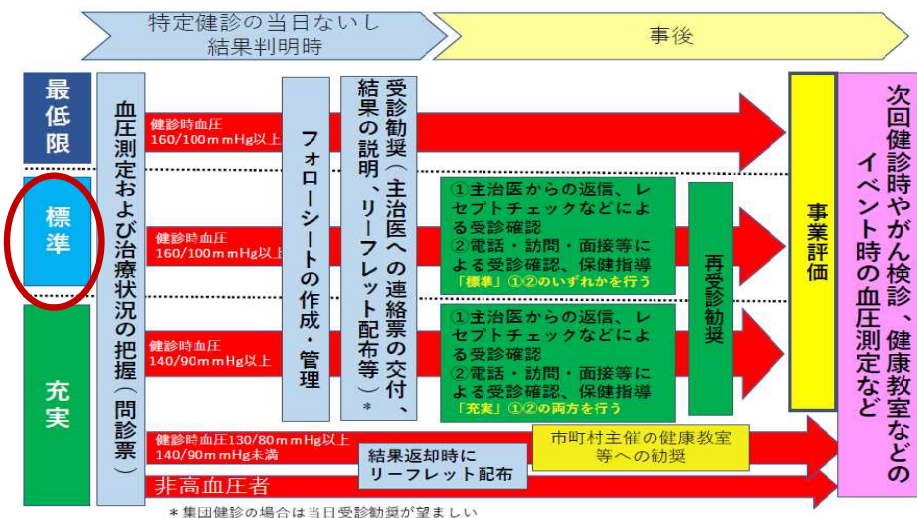 特定健診の当日ないし
結果判明時
事後
最低限
標準
充実
血圧測定および治療状況の把握(問診票)
健診時血圧
160/100mmHg以上
健診時血圧
160/100mmHg以上
健診時血圧
140/90mmHg以上
健診時血圧130/80mmHg以上
140/90mmHg未満
非高血圧者
フォローシートの作成・管理
受診勧奨(主治医への連絡票の交付、
結果の説明、リーフレット配布等)*
結果返却時に
リーフレット配布
①主治医からの返信、レ
セプトチェックなどによ
る受診確認
②電話・訪問・面接等に
よる受診確認、保健指導
「標準」①②のいずれかを行う
①主治医からの返信、レ
セプトチェックなどによ
る受診確認
②電話・訪問・面接等に
よる受診確認、保健指導
「充実」①②の両方を行う
再受診勧奨
市町村主催の健康教室
等への勧奨
事業評価
次回健診時やがん検診、健康教室などの
イベント時の血圧測定など
*集団健診の場合は当日受診勧奨が望ましい